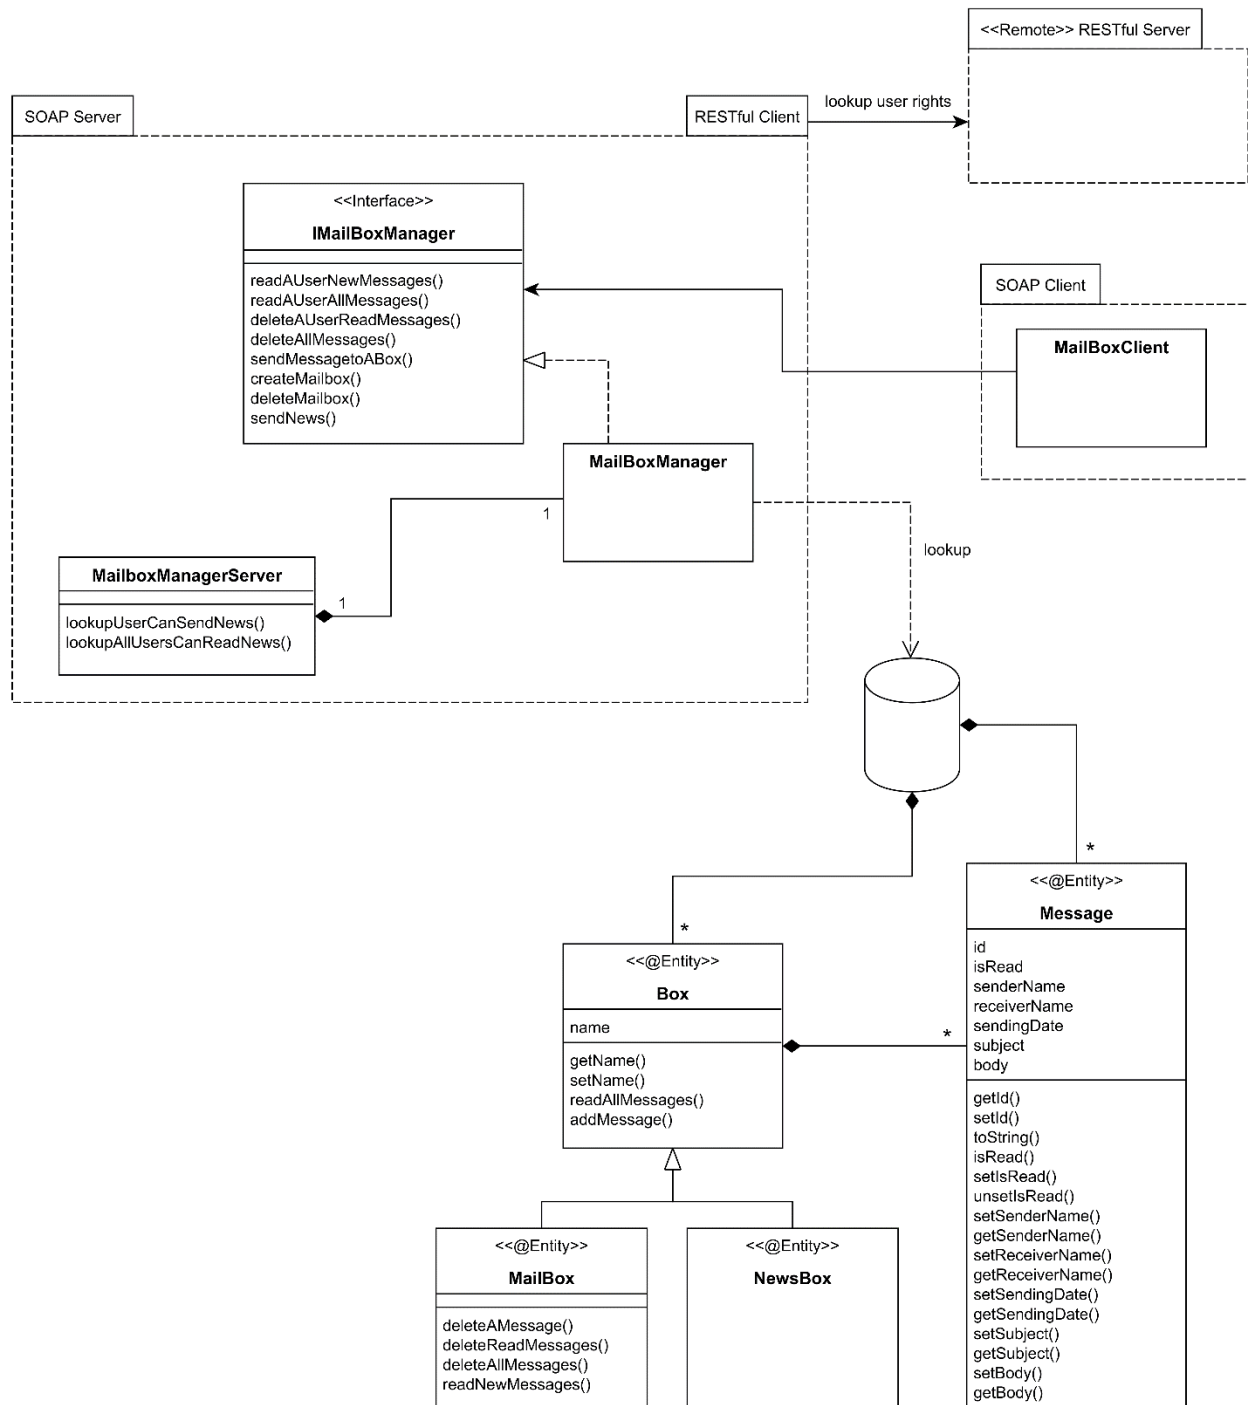 <<Remote>> RESTful Server
SOAP Server
RESTful Client
lookup user rights
<<Interface>>
IMailBoxManager
readAUserNewMessages()
readAUserAllMessages()
deleteAUserReadMessages()
deleteAllMessages()
sendMessagetoABox()
createMailbox()
deleteMailbox()
sendNews()
SOAP Client
MailBoxClient
MailBoxManager
1
lookup
MailboxManagerServer
1
lookupUserCanSendNews()
lookupAllUsersCanReadNews()
*
*
<<@Entity>>
Message
id
isRead
senderName
receiverName
sendingDate
subject
body
getId()
setId()
toString()
isRead()
setIsRead()
unsetIsRead()
setSenderName()
getSenderName()
setReceiverName()
getReceiverName()
setSendingDate()
getSendingDate()
setSubject()
getSubject()
setBody()
getBody()
<<@Entity>>
Box
name
*
getName()
setName()
readAllMessages()
addMessage()
<<@Entity>>
MailBox
deleteAMessage()
deleteReadMessages()
deleteAllMessages()
readNewMessages()
<<@Entity>>
NewsBox